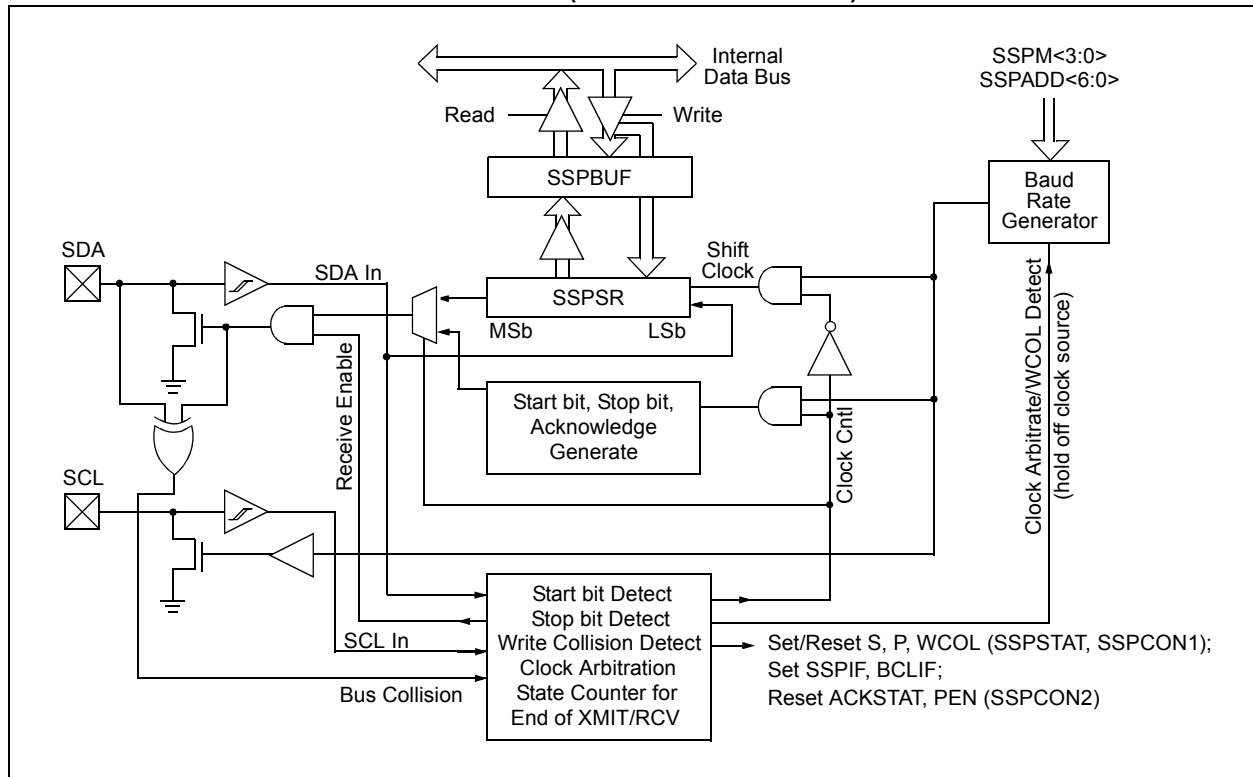 Internal
Data Bus
SSPM<3:0>
SSPADD<6:0>
Read
Write
SSPBUF
Baud
Rate
Generator
SDA
Shift
Clock
SDA In
SSPSR
MSb
LSb
Start bit, Stop bit,
Acknowledge
Generate
Receive Enable
Clock Cntl
Clock Arbitrate/WCOL Detect
(hold off clock source)
SCL
Start bit Detect
Stop bit Detect
Write Collision Detect
Clock Arbitration
State Counter for
End of XMIT/RCV
SCL In
Bus Collision
Set/Reset S, P, WCOL (SSPSTAT, SSPCON1);
Set SSPIF, BCLIF;
Reset ACKSTAT, PEN (SSPCON2)